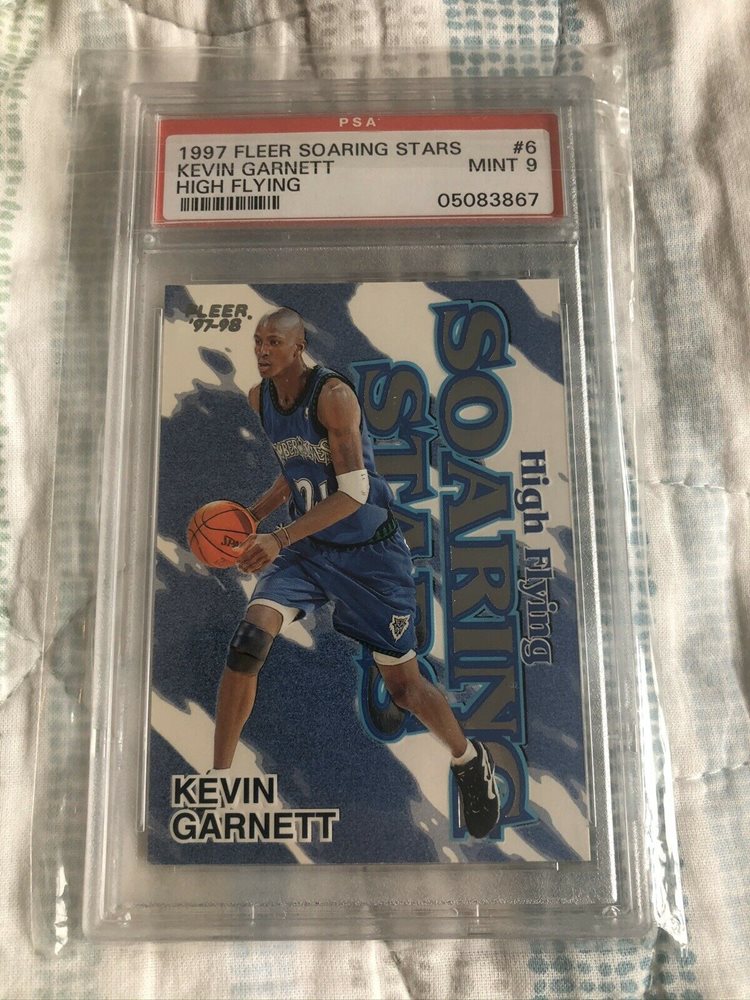 PSA
1997 FLEER SOARING STARS #6
KEVIN GARNETT MINT 9
HIGH FLYING
05083867
FLEER.
'97-98
SOARING
STARS
High Flying
KEVIN
GARNETT